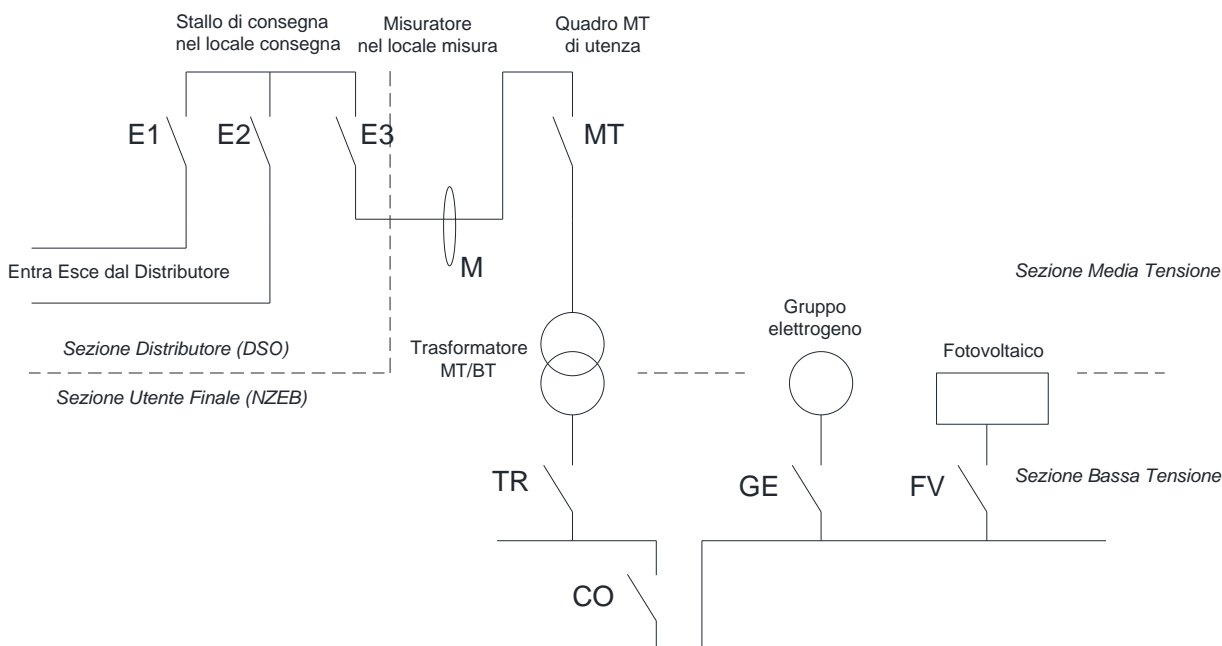 Stallo di consegna
nel locale consegna
Misuratore
nel locale misura
Quadro MT
di utenza
E1
E2
E3
MT
M
Entra Esce dal Distributore
Sezione Media Tensione
Gruppo
elettrogeno
Sezione Distributore (DSO)
Trasformatore
MT/BT
Fotovoltaico
Sezione Utente Finale (NZEB)
TR
GE
FV
Sezione Bassa Tensione
CO